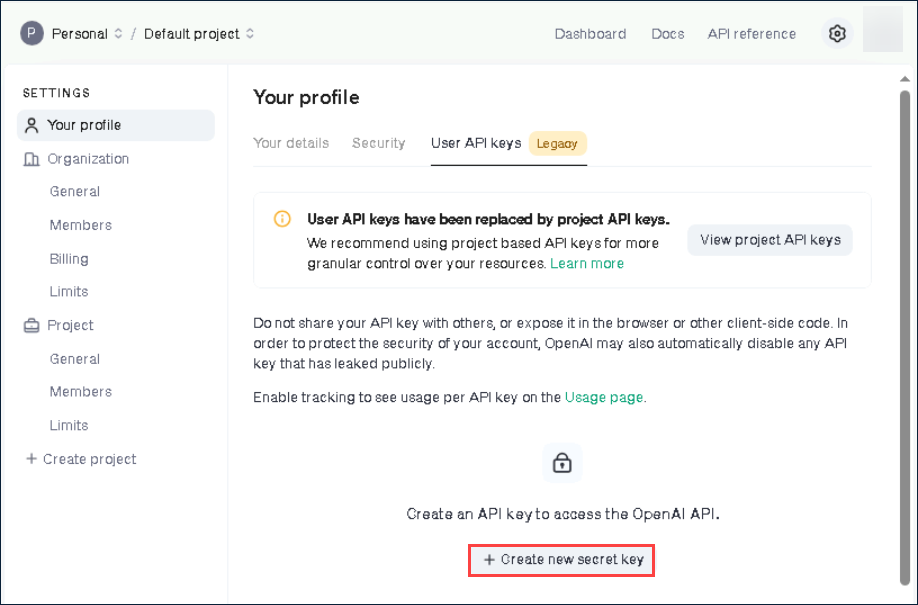 P Personal / Default project
Dashboard Docs API reference
SETTINGS
Your profile
Organization
General
Members
Billing
Limits
Project
General
Members
Limits
+ Create project
Your profile
Your details Security User API keys Legacy
User API keys have been replaced by project API keys.
We recommend using project based API keys for more
granular control over your resources. Learn more
View project API keys
Do not share your API key with others, or expose it in the browser or other client-side code. In
order to protect the security of your account, OpenAI may also automatically disable any API
key that has leaked publicly.
Enable tracking to see usage per API key on the Usage page.
Create an API key to access the OpenAI API.
+ Create new secret key